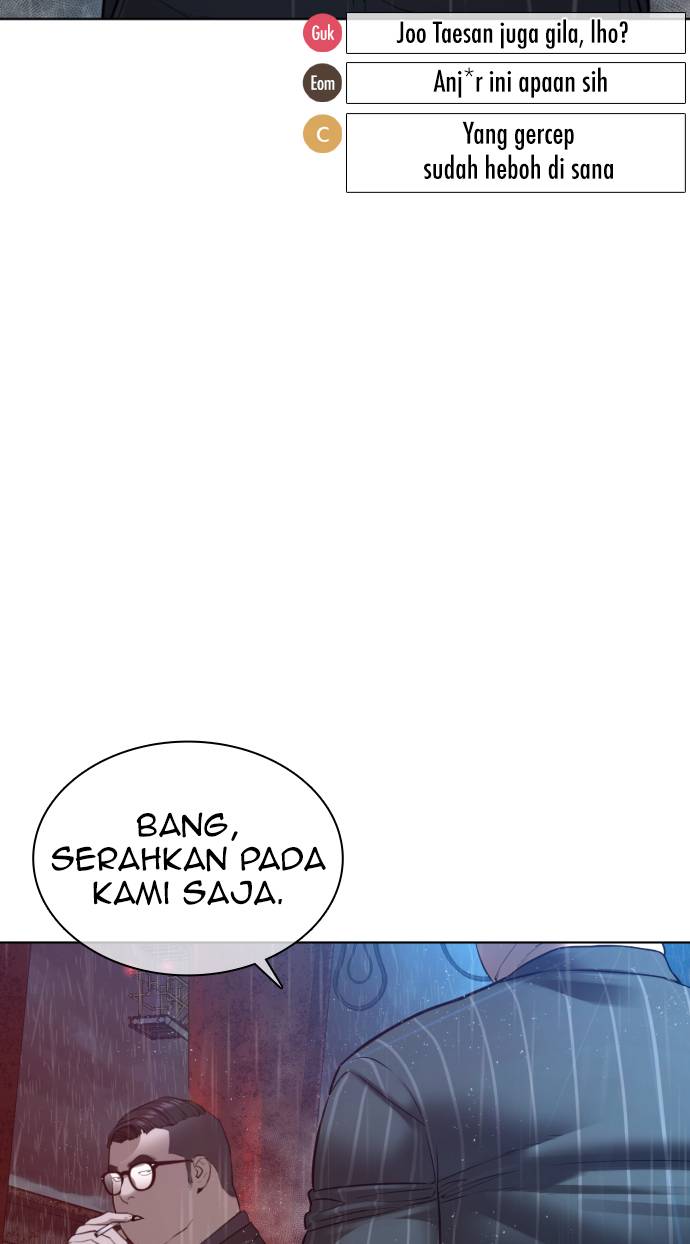 Guk
Joo Taesan juga gila, lho?
Eom
Anj*r ini apaan sih
C
Yang gercep
sudah heboh di sana
BANG,
SERAHKAN PADA
KAMI SAJA.